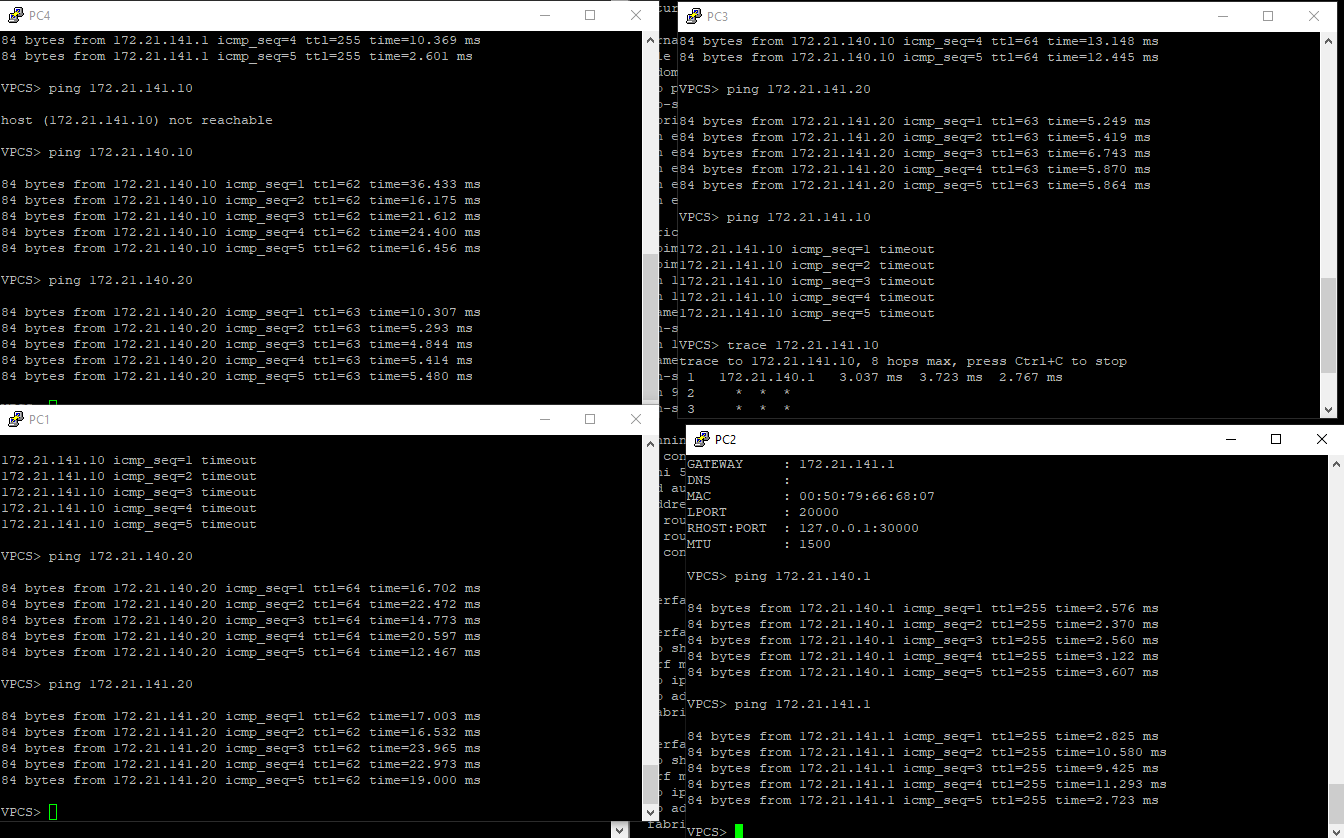 PC4
84 bytes from 172.21.141.1 icmp_seq=4 ttl=255 time=10.369 ms
84 bytes from 172.21.141.1 icmp_seq=5 ttl=255 time=2.601 ms
VPCS> ping 172.21.141.10
host (172.21.141.10) not reachable
VPCS> ping 172.21.140.10
84 bytes from 172.21.140.10 icmp_seq=1 ttl=62 time=36.433 ms
84 bytes from 172.21.140.10 icmp_seq=2 ttl=62 time=16.175 ms
84 bytes from 172.21.140.10 icmp_seq=3 ttl=62 time=21.612 ms
84 bytes from 172.21.140.10 icmp_seq=4 ttl=62 time=24.400 ms
84 bytes from 172.21.140.10 icmp_seq=5 ttl=62 time=16.456 ms
VPCS> ping 172.21.140.20
84 bytes from 172.21.140.20 icmp_seq=1 ttl=63 time=10.307 ms
84 bytes from 172.21.140.20 icmp_seq=2 ttl=63 time=5.293 ms
84 bytes from 172.21.140.20 icmp_seq=3 ttl=63 time=4.844 ms
84 bytes from 172.21.140.20 icmp_seq=4 ttl=63 time=5.414 ms
84 bytes from 172.21.140.20 icmp_seq=5 ttl=63 time=5.480 ms
PC3
84 bytes from 172.21.140.10 icmp_seq=4 ttl=64 time=13.148 ms
84 bytes from 172.21.140.10 icmp_seq=5 ttl=64 time=12.445 ms
VPCS> ping 172.21.141.20
84 bytes from 172.21.141.20 icmp_seq=1 ttl=63 time=5.249 ms
84 bytes from 172.21.141.20 icmp_seq=2 ttl=63 time=5.419 ms
84 bytes from 172.21.141.20 icmp_seq=3 ttl=63 time=6.743 ms
84 bytes from 172.21.141.20 icmp_seq=4 ttl=63 time=5.870 ms
84 bytes from 172.21.141.20 icmp_seq=5 ttl=63 time=5.864 ms
VPCS> ping 172.21.141.10
172.21.141.10 icmp_seq=1 timeout
172.21.141.10 icmp_seq=2 timeout
172.21.141.10 icmp_seq=3 timeout
172.21.141.10 icmp_seq=4 timeout
172.21.141.10 icmp_seq=5 timeout
VPCS> trace 172.21.141.10
trace to 172.21.141.10, 8 hops max, press Ctrl+C to stop
1 172.21.140.1 3.037 ms 3.723 ms 2.767 ms
2 * * *
3 * * *
PC1
172.21.141.10 icmp_seq=1 timeout
172.21.141.10 icmp_seq=2 timeout
172.21.141.10 icmp_seq=3 timeout
172.21.141.10 icmp_seq=4 timeout
172.21.141.10 icmp_seq=5 timeout
VPCS> ping 172.21.140.20
84 bytes from 172.21.140.20 icmp_seq=1 ttl=64 time=16.702 ms
84 bytes from 172.21.140.20 icmp_seq=2 ttl=64 time=22.472 ms
84 bytes from 172.21.140.20 icmp_seq=3 ttl=64 time=14.773 ms
84 bytes from 172.21.140.20 icmp_seq=4 ttl=64 time=20.597 ms
84 bytes from 172.21.140.20 icmp_seq=5 ttl=64 time=12.467 ms
VPCS> ping 172.21.141.20
84 bytes from 172.21.141.20 icmp_seq=1 ttl=62 time=17.003 ms
84 bytes from 172.21.141.20 icmp_seq=2 ttl=62 time=16.532 ms
84 bytes from 172.21.141.20 icmp_seq=3 ttl=62 time=23.965 ms
84 bytes from 172.21.141.20 icmp_seq=4 ttl=62 time=22.973 ms
84 bytes from 172.21.141.20 icmp_seq=5 ttl=62 time=19.000 ms
VPCS>
PC2
GATEWAY : 172.21.141.1
DNS :
MAC : 00:50:79:66:68:07
LPORT : 20000
RHOST:PORT : 127.0.0.1:30000
MTU : 1500
VPCS> ping 172.21.140.1
84 bytes from 172.21.140.1 icmp_seq=1 ttl=255 time=2.576 ms
84 bytes from 172.21.140.1 icmp_seq=2 ttl=255 time=2.370 ms
84 bytes from 172.21.140.1 icmp_seq=3 ttl=255 time=2.560 ms
84 bytes from 172.21.140.1 icmp_seq=4 ttl=255 time=3.122 ms
84 bytes from 172.21.140.1 icmp_seq=5 ttl=255 time=3.607 ms
VPCS> ping 172.21.141.1
84 bytes from 172.21.141.1 icmp_seq=1 ttl=255 time=2.825 ms
84 bytes from 172.21.141.1 icmp_seq=2 ttl=255 time=10.580 ms
84 bytes from 172.21.141.1 icmp_seq=3 ttl=255 time=9.425 ms
84 bytes from 172.21.141.1 icmp_seq=4 ttl=255 time=11.293 ms
84 bytes from 172.21.141.1 icmp_seq=5 ttl=255 time=2.723 ms
VPCS>